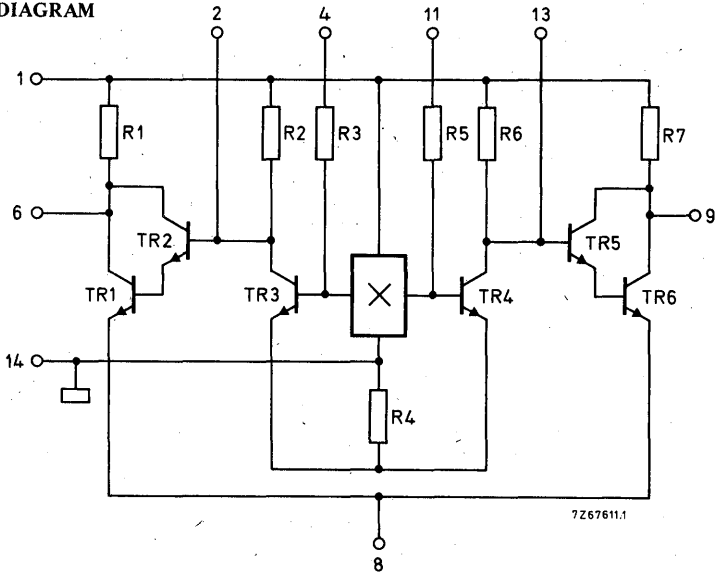 DIAGRAM
2 4 11 13
1
R1 R2 R3 R5 R6 R7
6 9
TR2 TR5
TR1 TR3 × TR4 TR6
14
R4
7Z67611.1
8